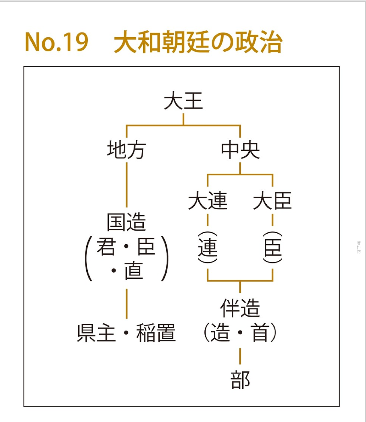 No.19 大和朝廷の政治
大王
地方 中央
大連 大臣
国造
（君・臣
・直）
（連） （臣）
伴造
（造・首）
県主・稲置
部